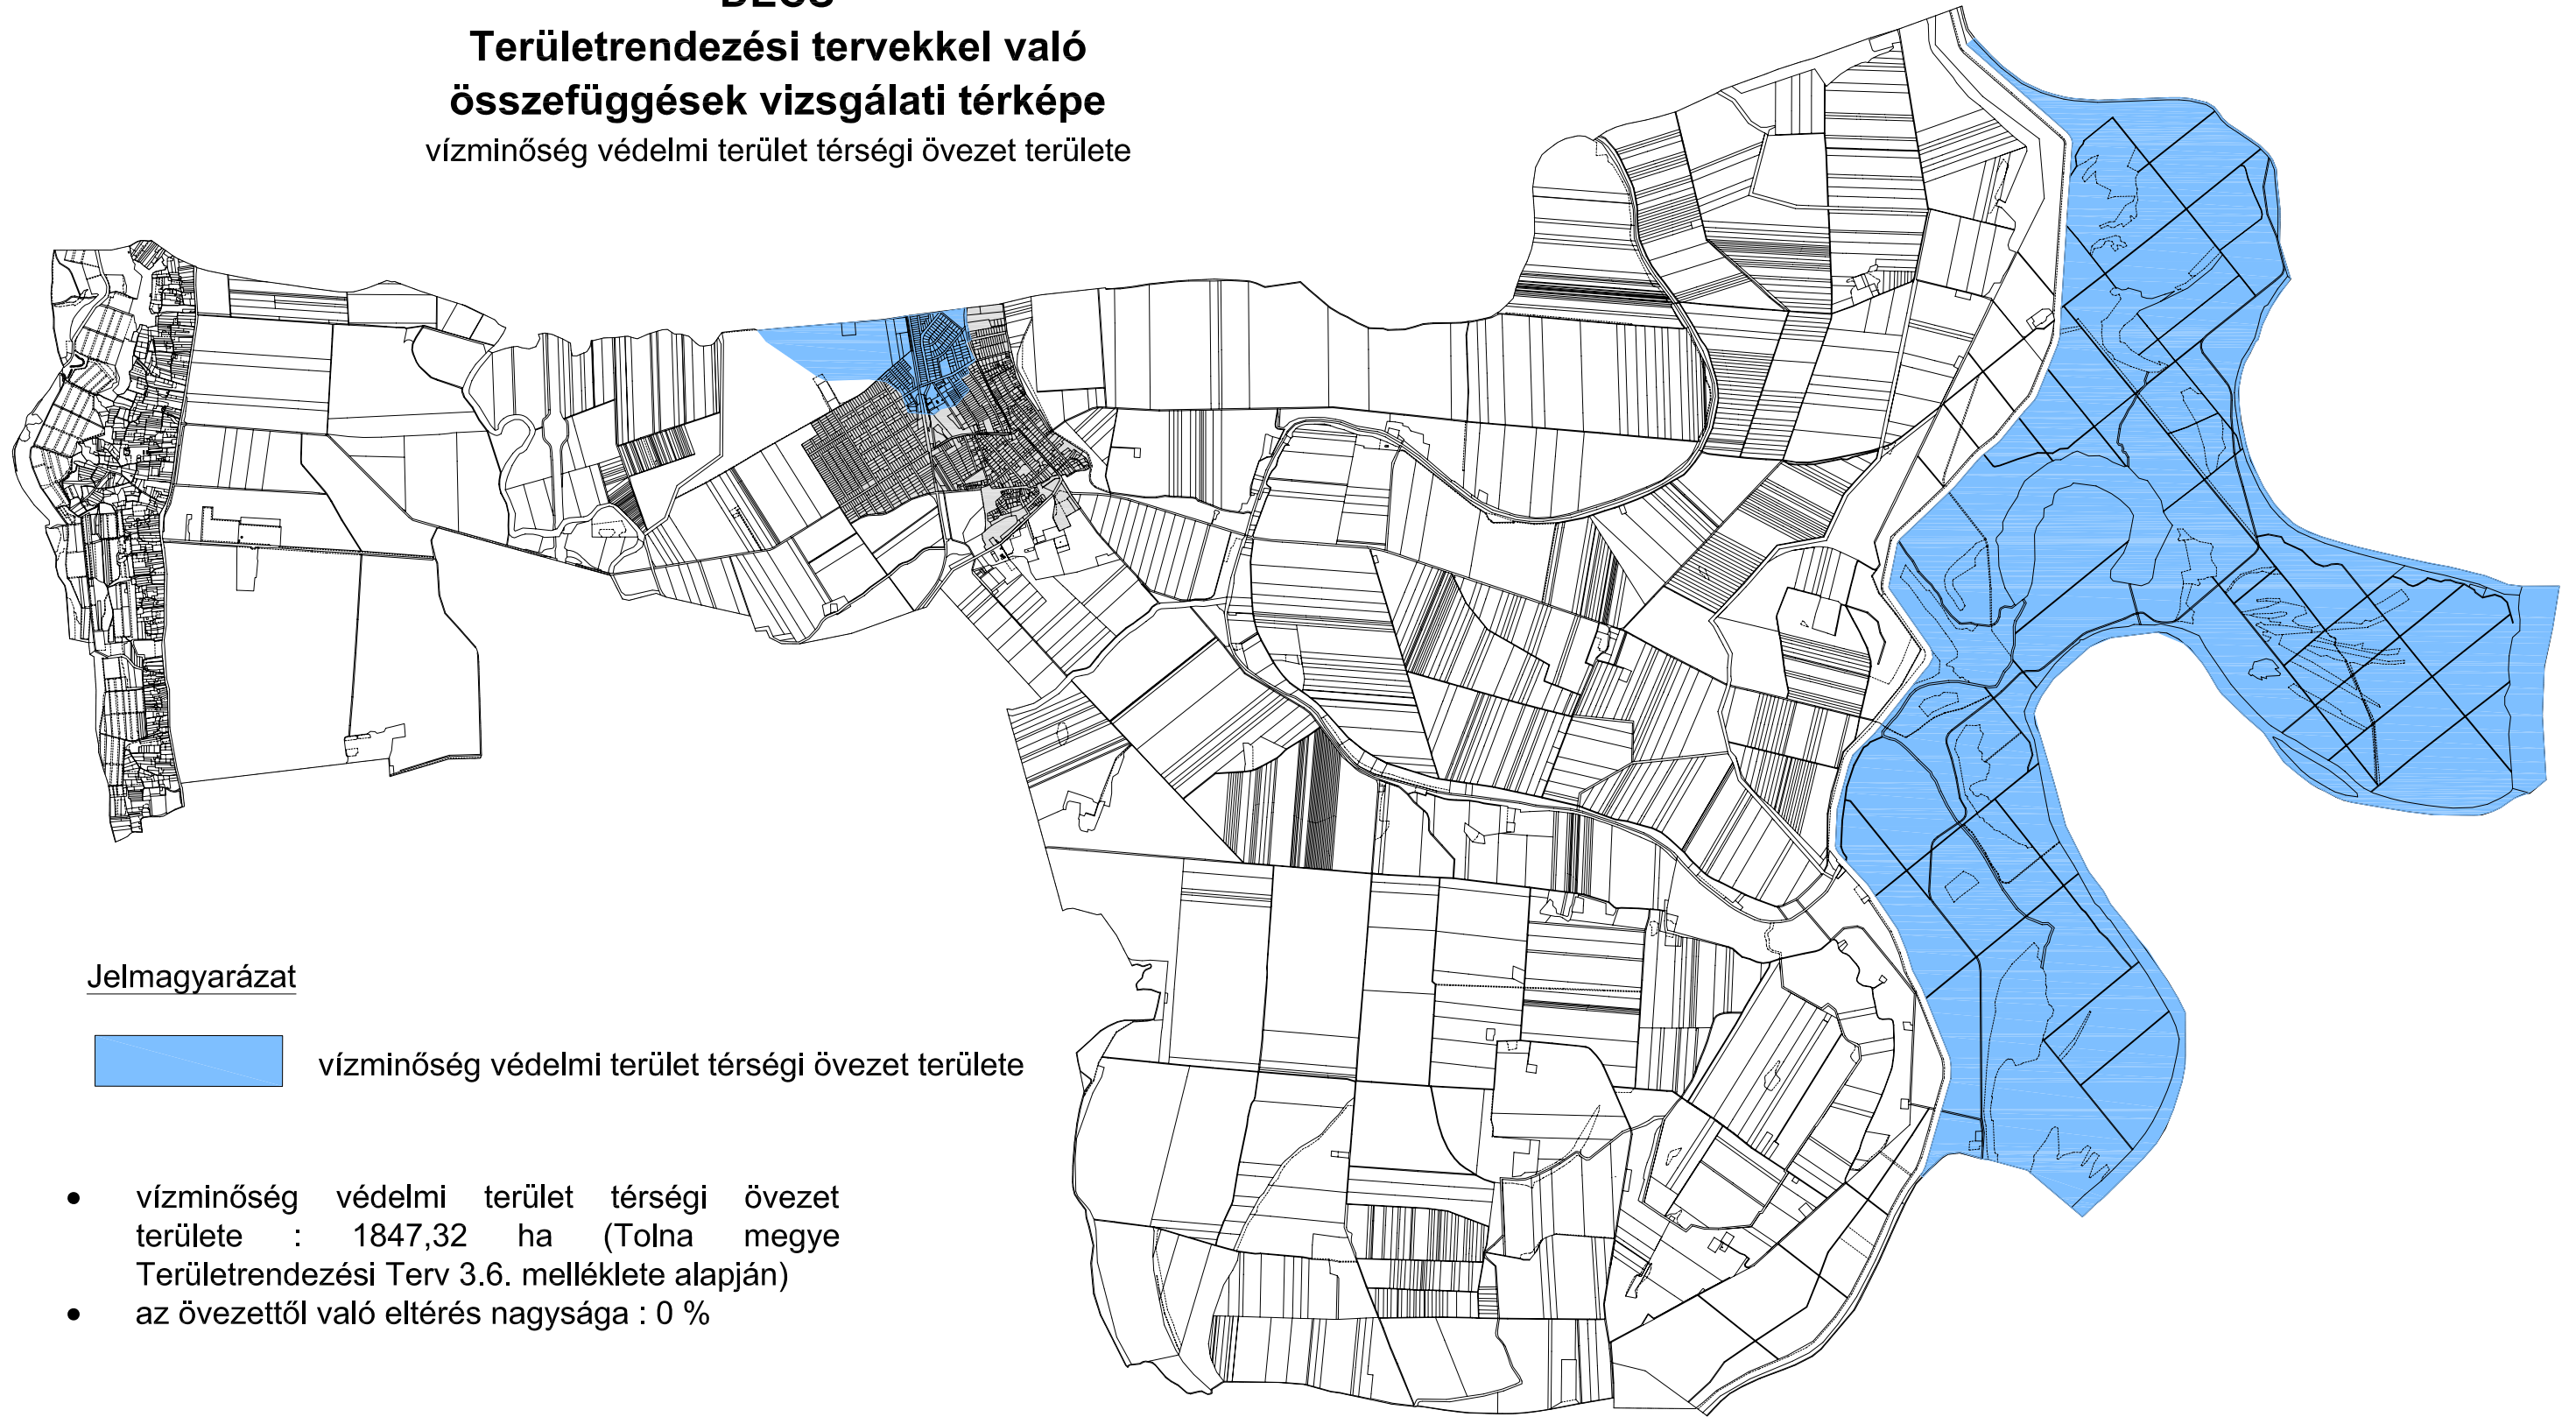 DECS
Területrendezési tervekkel való
összefüggések vizsgálati térképe
vízminőség védelmi terület térségi övezet területe
Jelmagyarázat
vízminőség védelmi terület térségi övezet területe
• vízminőség védelmi terület térségi övezet
területe : 1847,32 ha (Tolna megye
Területrendezési Terv 3.6. melléklete alapján)
• az övezettől való eltérés nagysága : 0 %